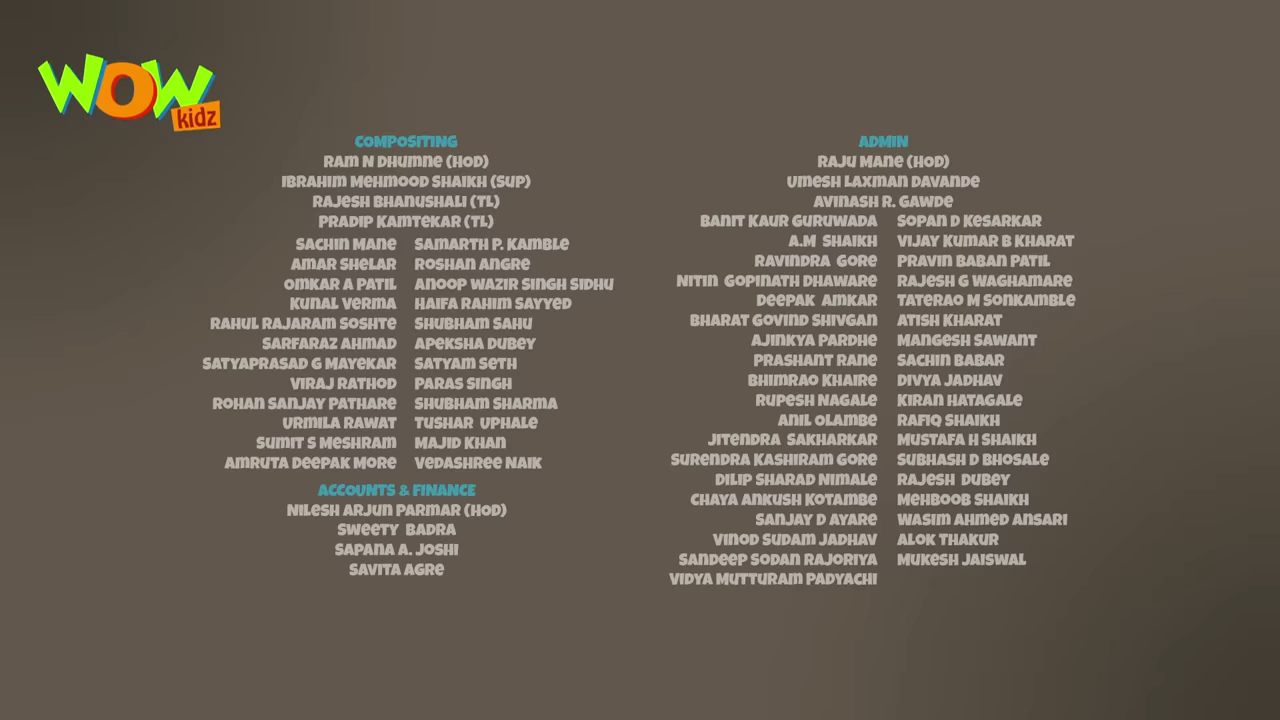 WOW
kidz
COMPOSITING
RAM N DHUMNE (HOD)
IBRAHIM MEHMOOD SHAIKH (SUP)
RAJESH BHANUSHALI (TL)
PRADIP KAMTEKAR (TL)
SACHIN MANE SAMARTH P. KAMBLE
AMAR SHELAR ROSHAN ANGRE
OMKAR A PATIL ANOOP WAZIR SINGH SIDHU
KUNAL VERMA HAIFA RAHIM SAYYED
RAHUL RAJARAM SOSHTE SHUBHAM SAHU
SARFARAZ AHMAD APEKSHA DUBEY
SATYAPRASAD G MAYEKAR SATYAM SETH
VIRAJ RATHOD PARAS SINGH
ROHAN SANJAY PATHARE SHUBHAM SHARMA
URMILA RAWAT TUSHAR UPHALE
SUMIT S MESHRAM MAJID KHAN
AMRUTA DEEPAK MORE VEDASHREE NAIK
ACCOUNTS & FINANCE
NILESH ARJUN PARMAR (HOD)
SWEETY BADRA
SAPANA A. JOSHI
SAVITA AGRE
ADMIN
RAJU MANE (HOD)
UMESH LAXMAN DAVANDE
AVINASH R. GAWDE
BANIT KAUR GURUWADA SOPAN D KESARKAR
A.M SHAIKH VIJAY KUMAR B KHARAT
RAVINDRA GORE PRAVIN BABAN PATIL
NITIN GOPINATH DHAWARE RAJESH G WAGHAMARE
DEEPAK AMKAR TATERAO M SONKAMBLE
BHARAT GOVIND SHIVGAN ATISH KHARAT
AJINKYA PARDHE MANGESH SAWANT
PRASHANT RANE SACHIN BABAR
BHIMRAO KHAIRE DIVYA JADHAV
RUPESH NAGALE KIRAN HATAGALE
ANIL OLAMBE RAFIQ SHAIKH
JITENDRA SAKHARKAR MUSTAFA H SHAIKH
SURENDRA KASHIRAM GORE SUBHASH D BHOSALE
DILIP SHARAD NIMALE RAJESH DUBEY
CHAYA ANKUSH KOTAMBE MEHBOOB SHAIKH
SANJAY D AYARE WASIM AHMED ANSARI
VINOD SUDAM JADHAV ALOK THAKUR
SANDEEP SODAN RAJORIYA MUKESH JAISWAL
VIDYA MUTTURAM PADYACHI